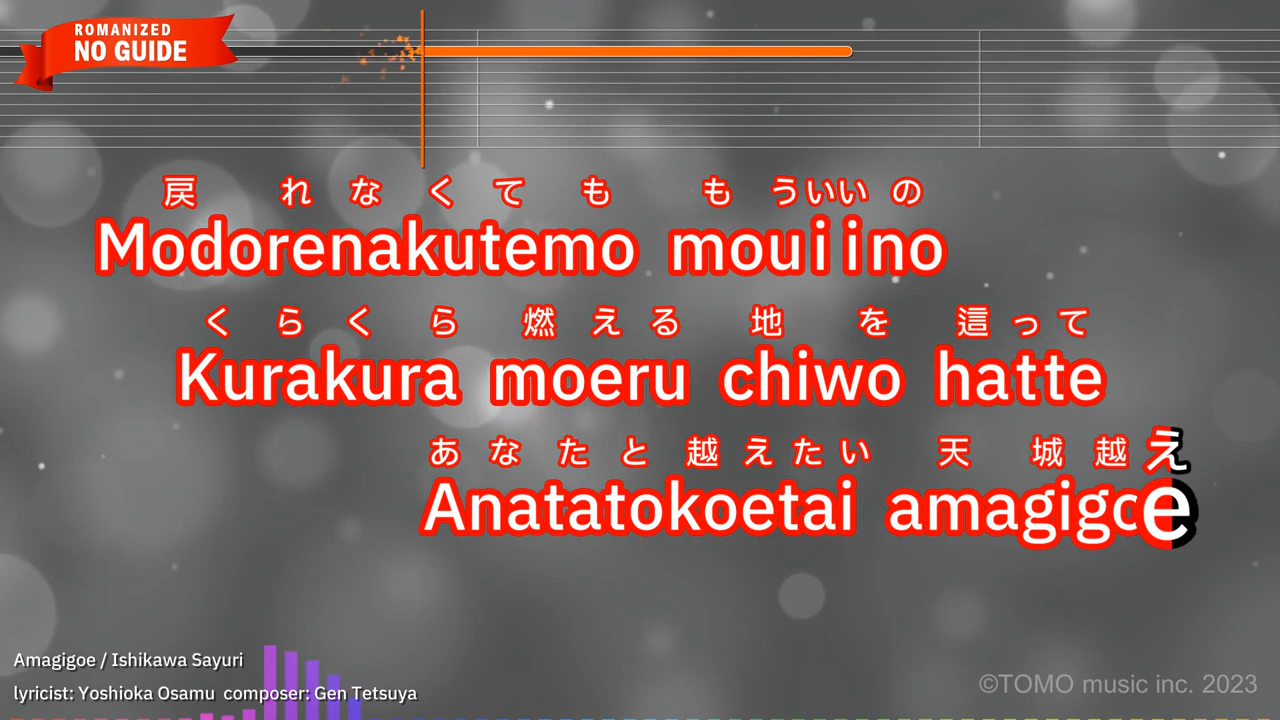 ROMANIZED
NO GUIDE
戻れなくても もういいの
Modorenakutemo mouiino
くらくら燃える地を這って
Kurakura moeru chiwo hatte
あなたと越えたい 天城越え
Anatatokoetai amagigoe
Amagigoe / Ishikawa Sayuri
lyricist: Yoshioka Osamu composer: Gen Tetsuya
©TOMO music inc. 2023